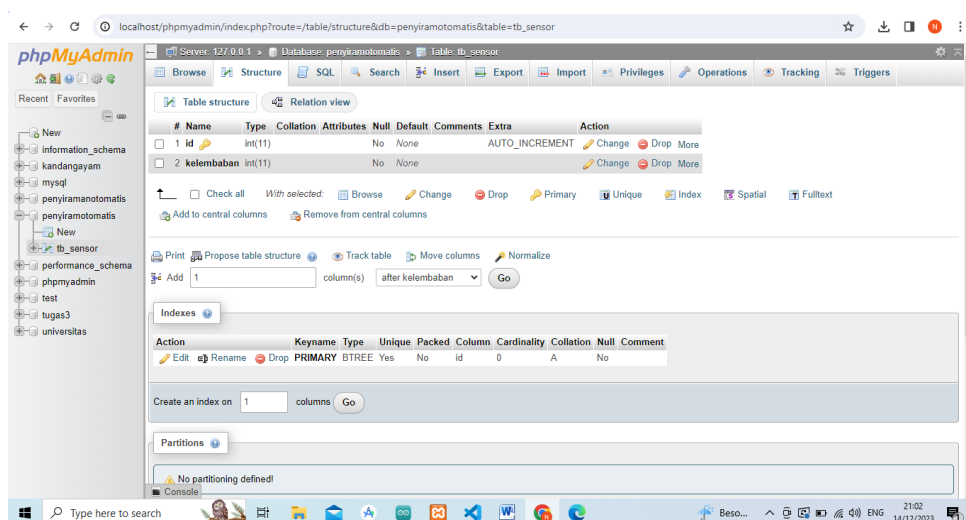 localhost/phpmyadmin/index.php?route=/table/structure&db=penyiramotomatis&table=tb_sensor
N
phpMyAdmin
Recent Favorites
New
information_schema
kandangayam
mysql
penyiramanotomatis
penyiramotomatis
New
tb_sensor
performance_schema
phpmyadmin
test
tugas3
universitas
Server: 127.0.0.1 » Database: penyiramotomatis » Table: tb_sensor
Browse Structure SQL Search Insert Export Import Privileges Operations Tracking Triggers
Table structure Relation view
# Name Type Collation Attributes Null Default Comments Extra Action
1 id int(11) No None AUTO_INCREMENT Change Drop More
2 kelembaban int(11) No None Change Drop More
Check all With selected: Browse Change Drop Primary Unique Index Spatial Fulltext
Add to central columns Remove from central columns
Print Propose table structure Track table Move columns Normalize
Add 1 column(s) after kelembaban Go
Indexes
Action Keyname Type Unique Packed Column Cardinality Collation Null Comment
Edit Rename Drop PRIMARY BTREE Yes No id 0 A No
Create an index on 1 columns Go
Partitions
No partitioning defined!
Console
Type here to search
Beso... ENG 21:02
14/12/2023